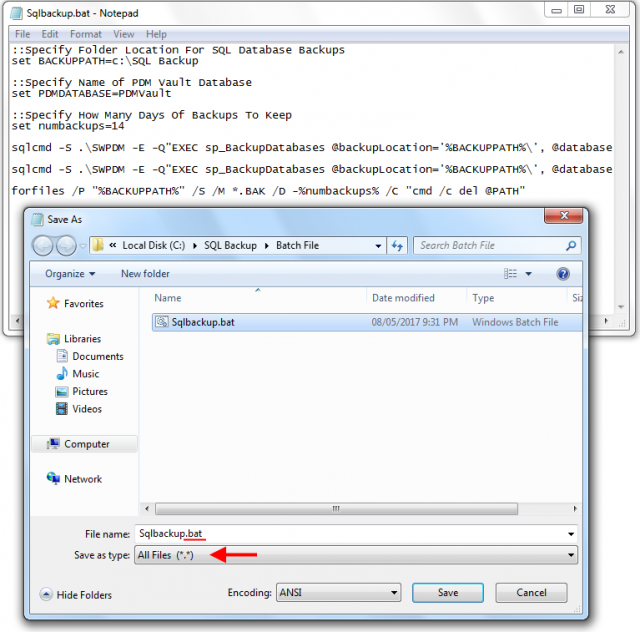 Sqlbackup.bat - Notepad
File Edit Format View Help
::Specify Folder Location For SQL Database Backups
set BACKUPPATH=c:\SQL Backup
::Specify Name of PDM Vault Database
set PDMDATABASE=PDMVault
::Specify How Many Days Of Backups To Keep
set numbackups=14
sqlcmd -S .\SWPDM -E -Q"EXEC sp_BackupDatabases @backupLocation='%BACKUPPATH%\', @database
sqlcmd -S .\SWPDM -E -Q"EXEC sp_BackupDatabases @backupLocation='%BACKUPPATH%\', @database
forfiles /P "%BACKUPPATH%" /S /M *.BAK /D -%numbackups% /C "cmd /c del @PATH"
Save As
« Local Disk (C:) SQL Backup Batch File Search Batch File
Organize New folder
Name Date modified Type Siz
Favorites
Sqlbackup.bat 08/05/2017 9:31 PM Windows Batch File
Libraries
Documents
Music
Pictures
Videos
Computer
Network
File name: Sqlbackup.bat
Save as type: All Files (*.*)
Hide Folders Encoding: ANSI Save Cancel